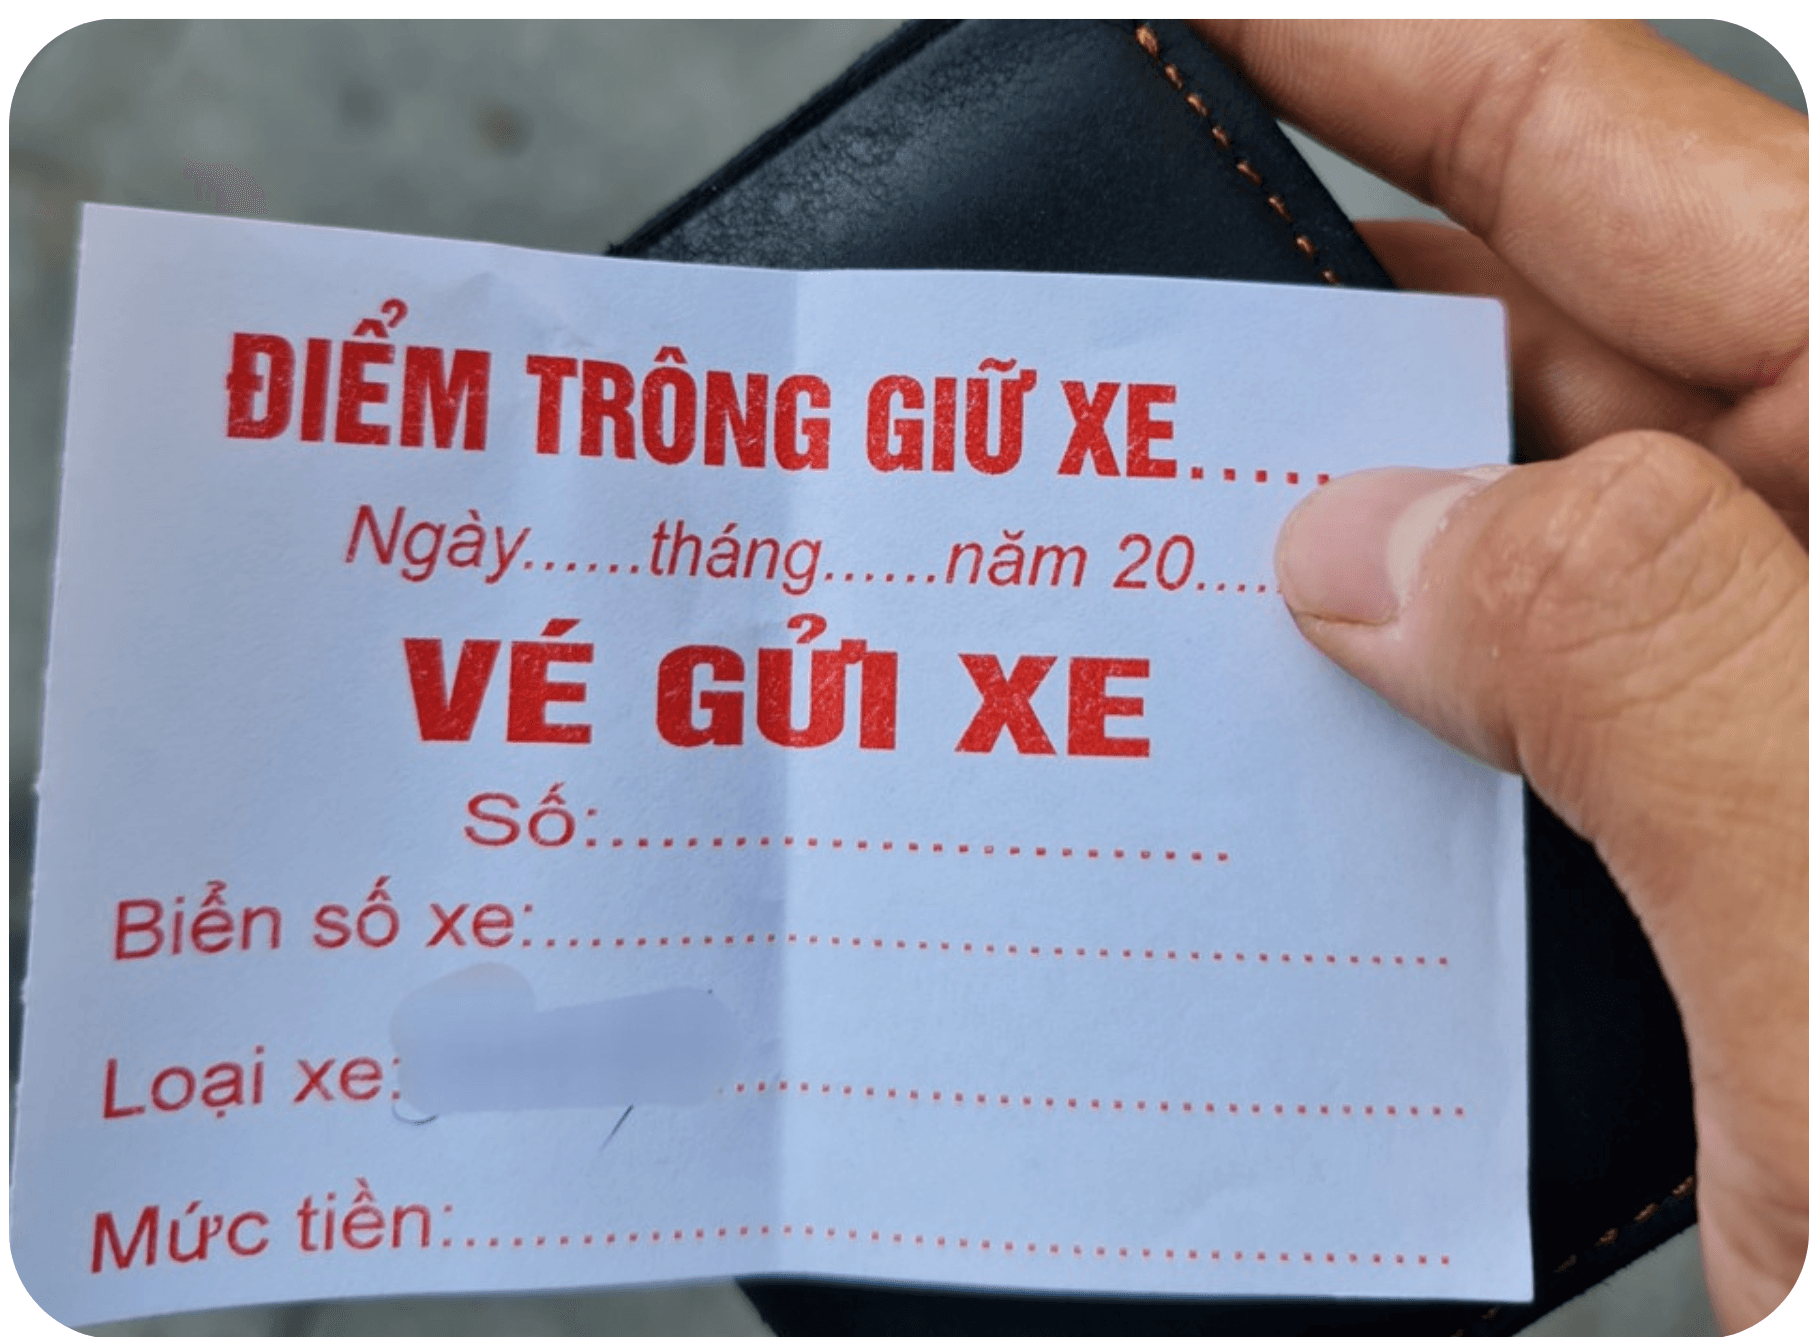 ĐIỂM TRÔNG GIỮ XE.....
Ngày......tháng......năm 20.....
VÉ GỬI XE
Số:.........................
Biển số xe:....................................
Loại xe:.............................
Mức tiền:.......................................